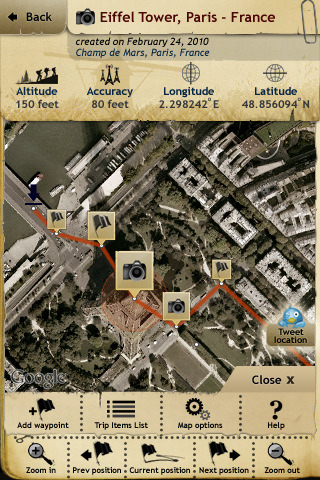 Back
Eiffel Tower, Paris - France
created on February 24, 2010
Champ de Mars, Paris, France
Altitude Accuracy Longitude Latitude
150 feet 80 feet 2.298242°E 48.856094°N
Tweet
location
Google
Close X
Add waypoint Trip Items List Map options Help
Zoom in Prev position Current position Next position Zoom out